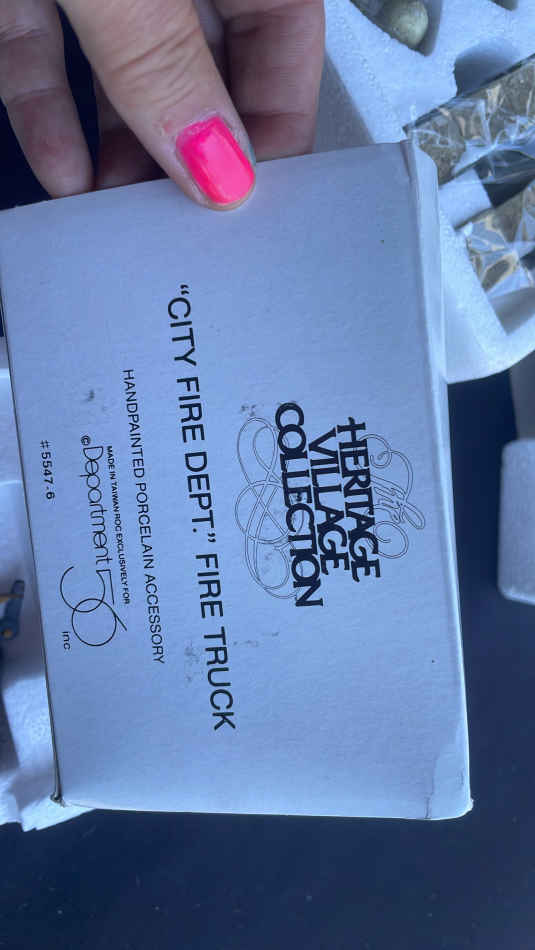 The
HERITAGE
VILLAGE
COLLECTION
“CITY FIRE DEPT.” FIRE TRUCK
HANDPAINTED PORCELAIN ACCESSORY
MADE IN TAIWAN ROC EXCLUSIVELY FOR
©Department 56 inc.
#5547-6